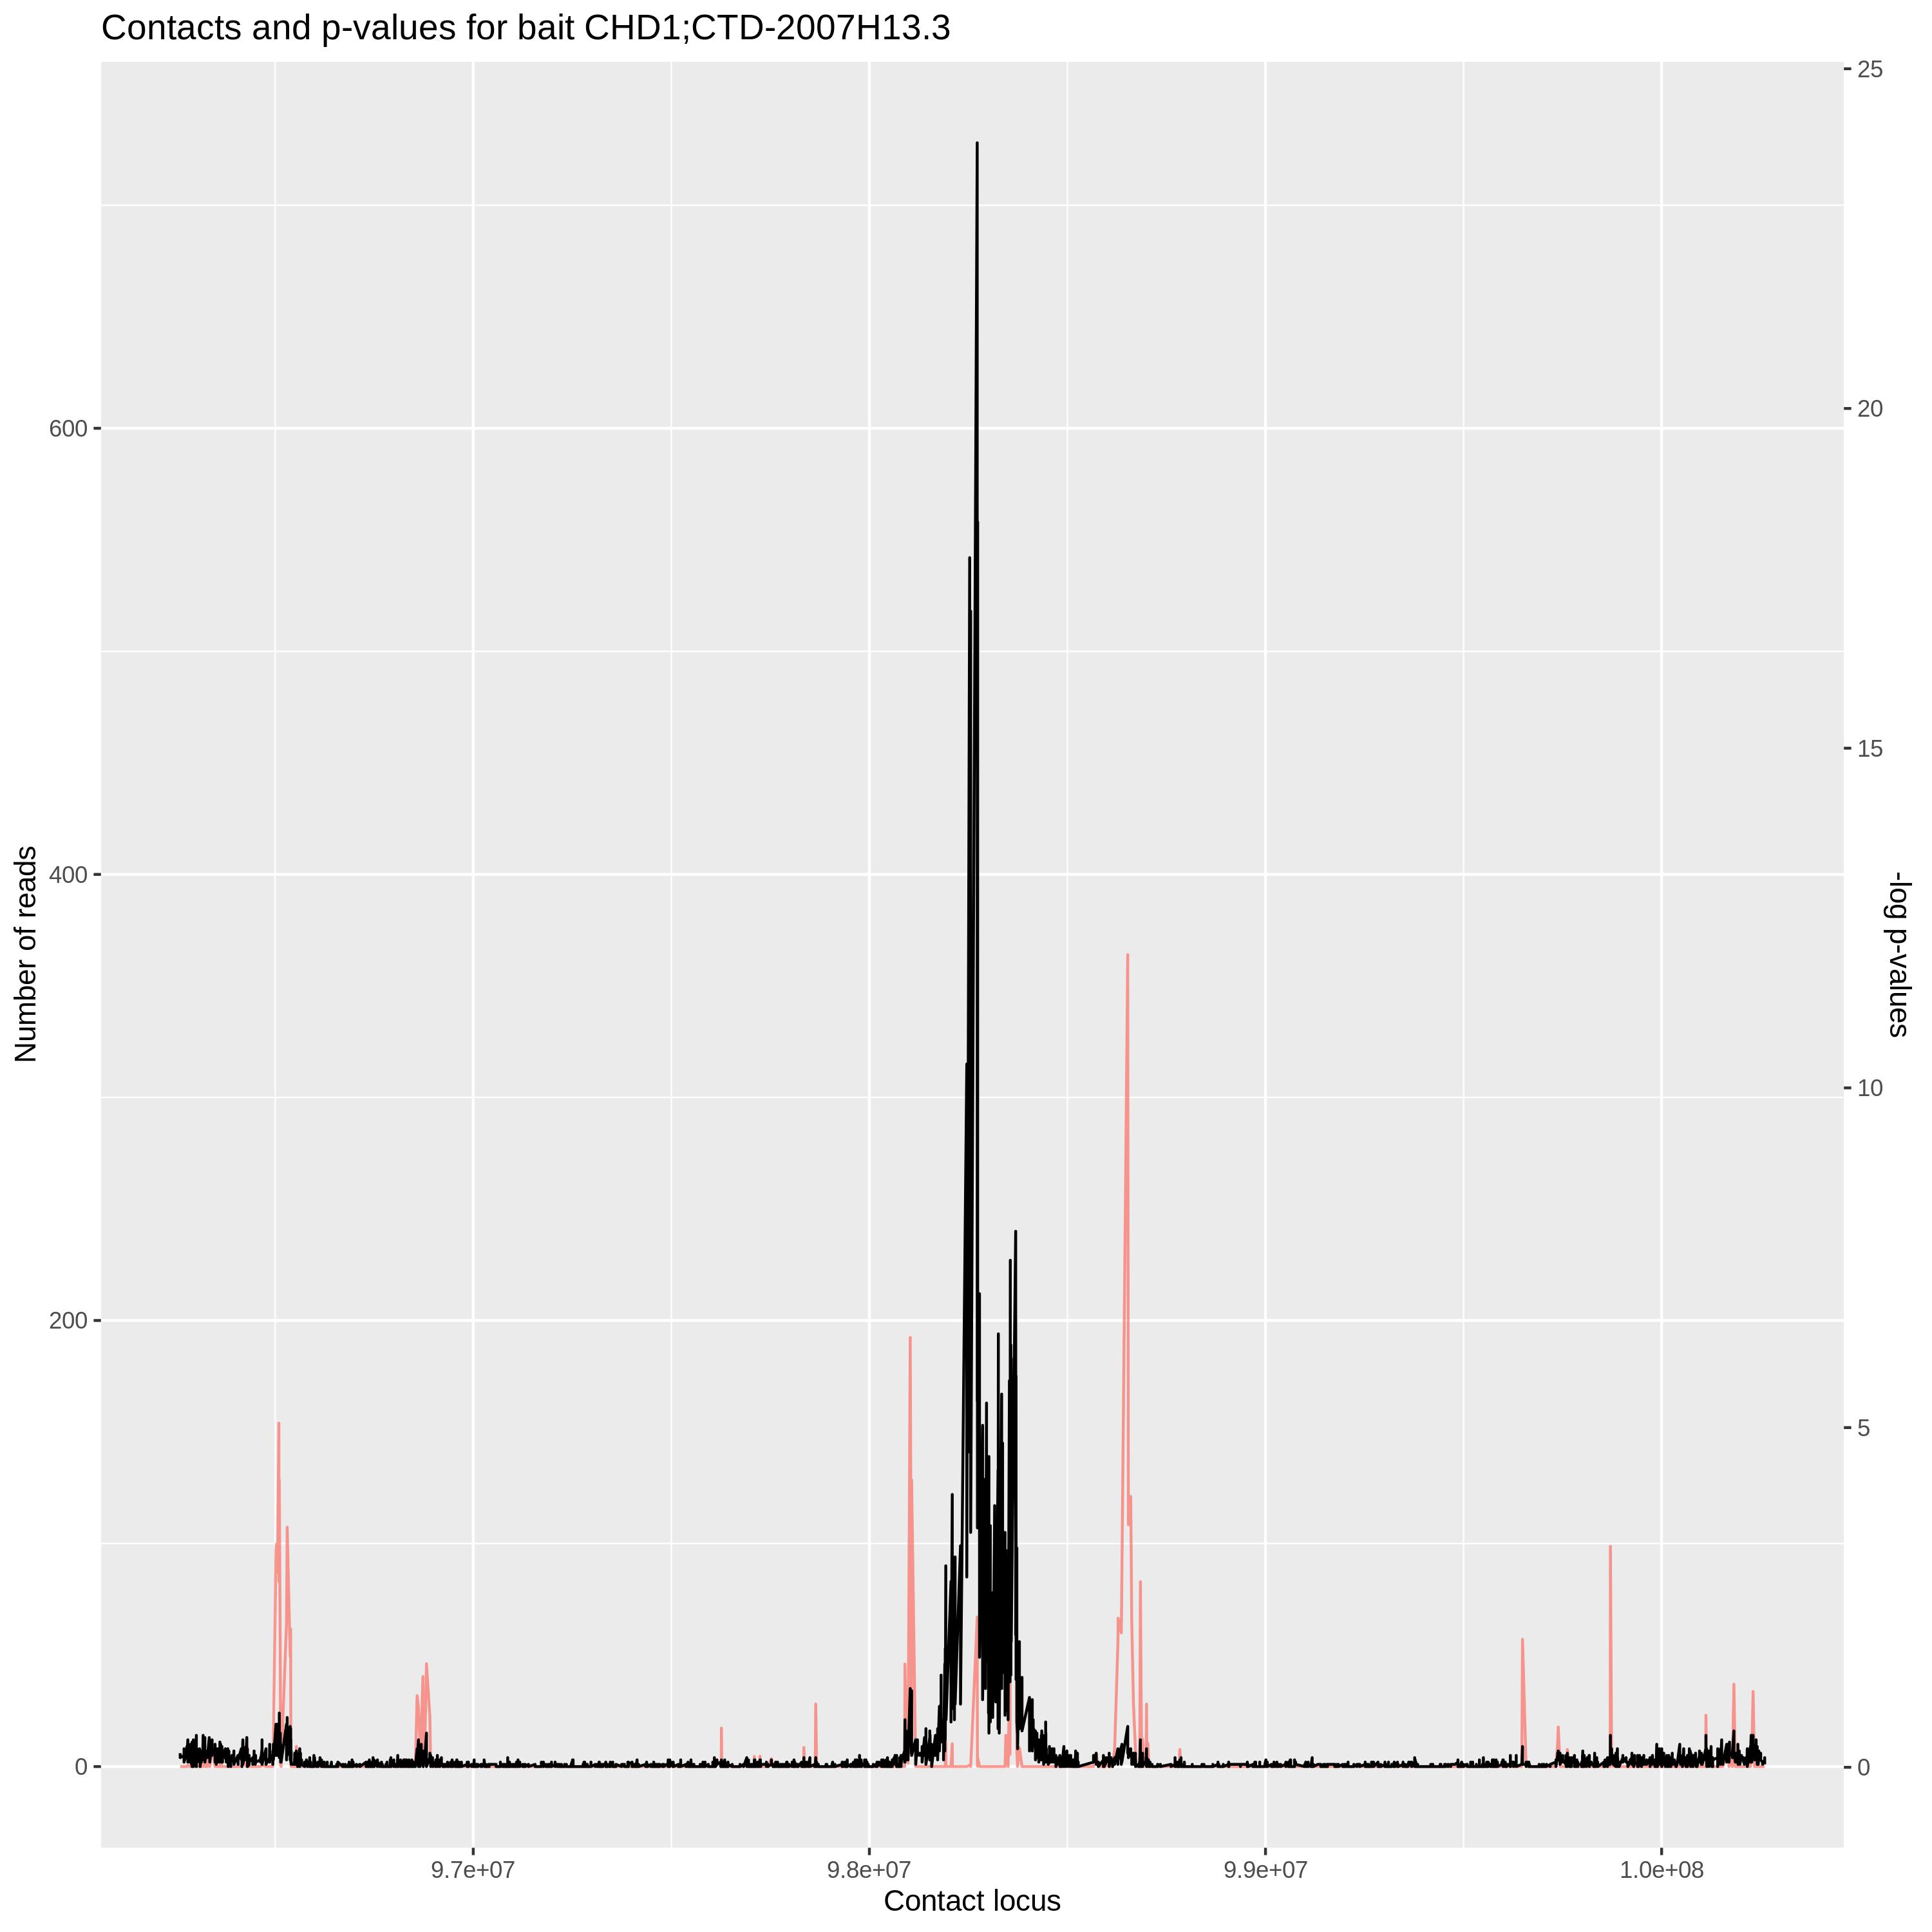 Contacts and p-values for bait CHD1;CTD-2007H13.3
25
20
15
10
5
0
600
400
200
0
Number of reads
-log p-values
9.7e+07 9.8e+07 9.9e+07 1.0e+08
Contact locus